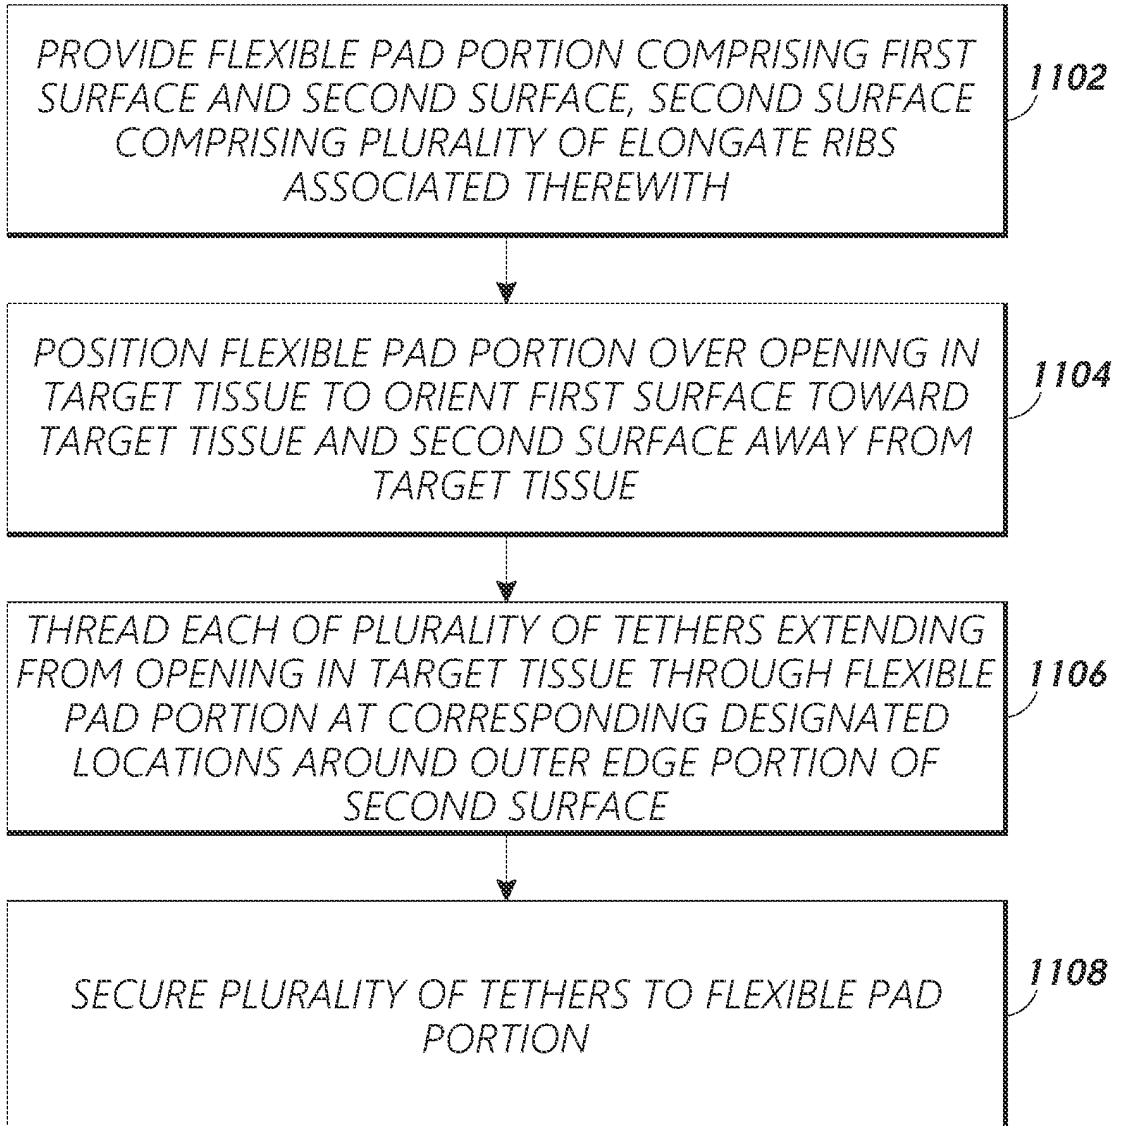 PROVIDE FLEXIBLE PAD PORTION COMPRISING FIRST
SURFACE AND SECOND SURFACE, SECOND SURFACE
COMPRISING PLURALITY OF ELONGATE RIBS
ASSOCIATED THEREWITH
1102
POSITION FLEXIBLE PAD PORTION OVER OPENING IN
TARGET TISSUE TO ORIENT FIRST SURFACE TOWARD
TARGET TISSUE AND SECOND SURFACE AWAY FROM
TARGET TISSUE
1104
THREAD EACH OF PLURALITY OF TETHERS EXTENDING
FROM OPENING IN TARGET TISSUE THROUGH FLEXIBLE
PAD PORTION AT CORRESPONDING DESIGNATED
LOCATIONS AROUND OUTER EDGE PORTION OF
SECOND SURFACE
1106
SECURE PLURALITY OF TETHERS TO FLEXIBLE PAD
PORTION
1108